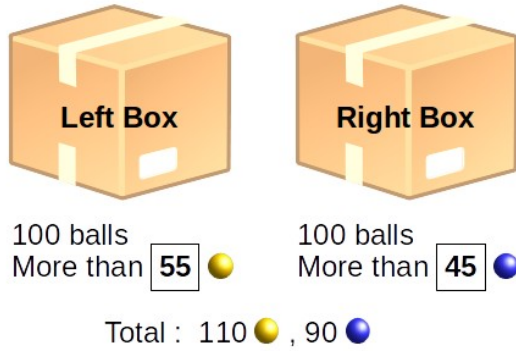 Left Box
Right Box
100 balls
More than 55
100 balls
More than 45
Total : 110 , 90